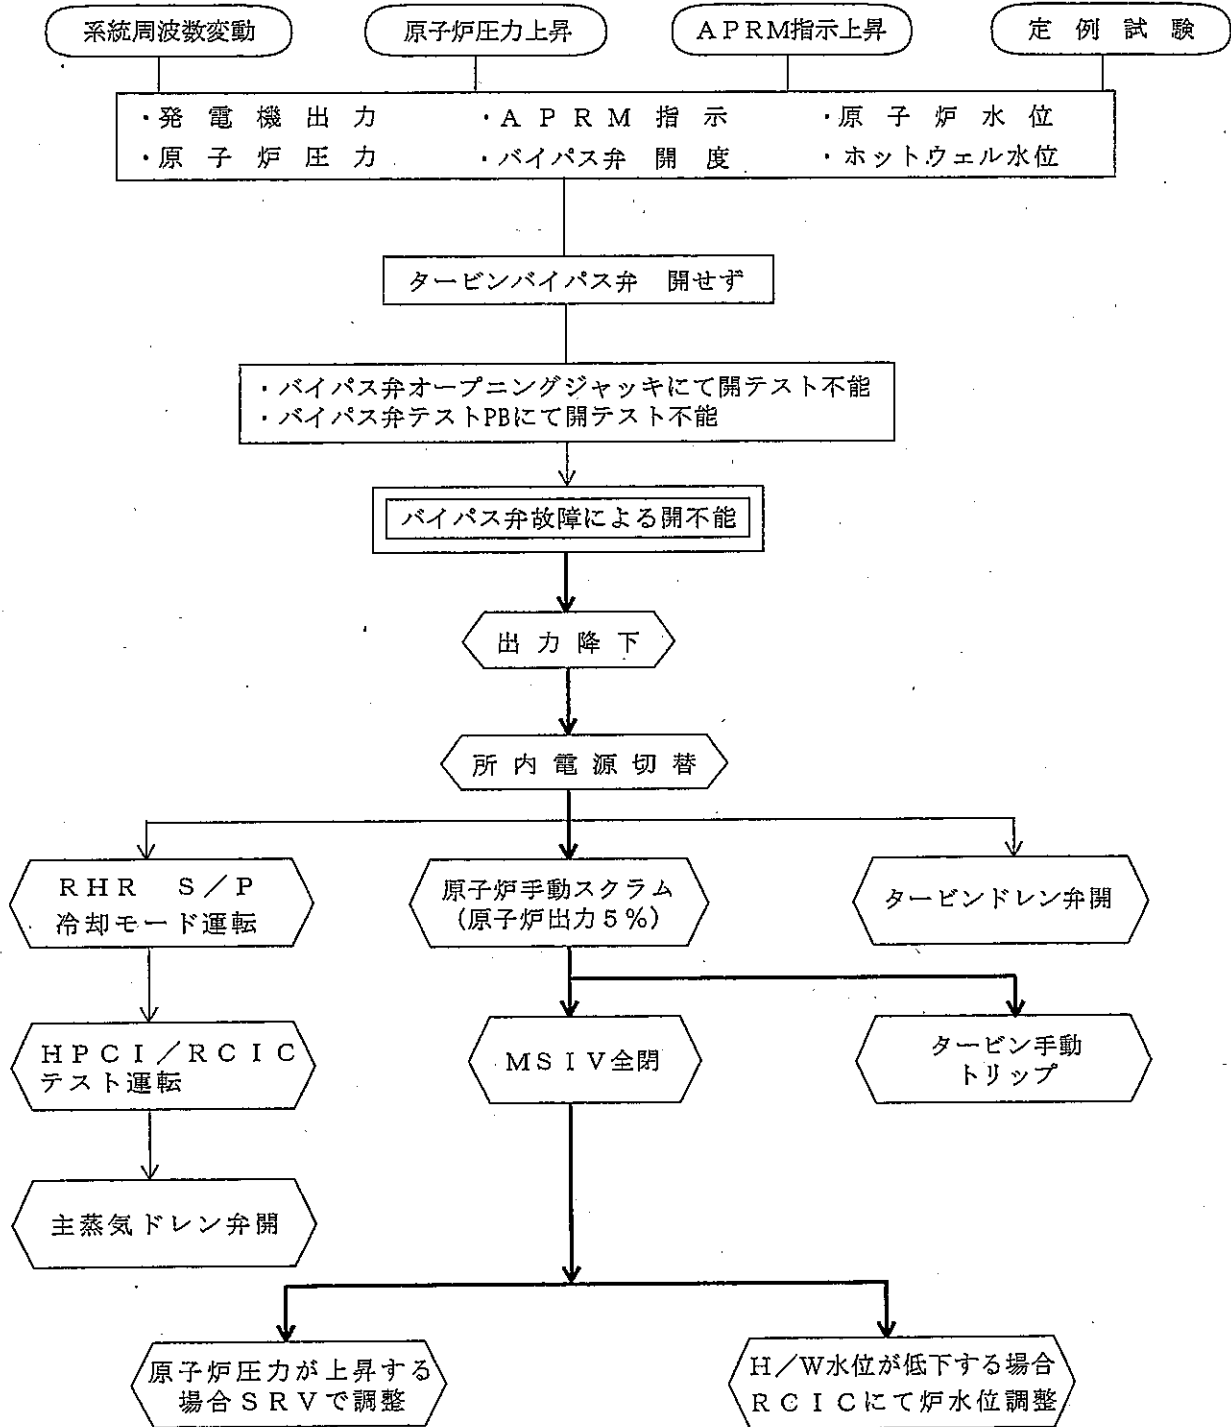 系統周波数変動
原子炉圧力上昇
ＡＰＲＭ指示上昇
定例試験
・発電機出力 ・ＡＰＲＭ指示 ・原子炉水位
・原子炉圧力 ・バイパス弁開度 ・ホットウェル水位
タービンバイパス弁　開せず
・バイパス弁オープニングジャッキにて開テスト不能
・バイパス弁テストPBにて開テスト不能
バイパス弁故障による開不能
出力降下
所内電源切替
ＲＨＲ　Ｓ／Ｐ
冷却モード運転
原子炉手動スクラム
(原子炉出力５％)
タービンドレン弁開
ＨＰＣＩ／ＲＣＩＣ
テスト運転
ＭＳＩＶ全閉
タービン手動
トリップ
主蒸気ドレン弁開
原子炉圧力が上昇する
場合ＳＲＶで調整
Ｈ／W水位が低下する場合
ＲＣＩＣにて炉水位調整